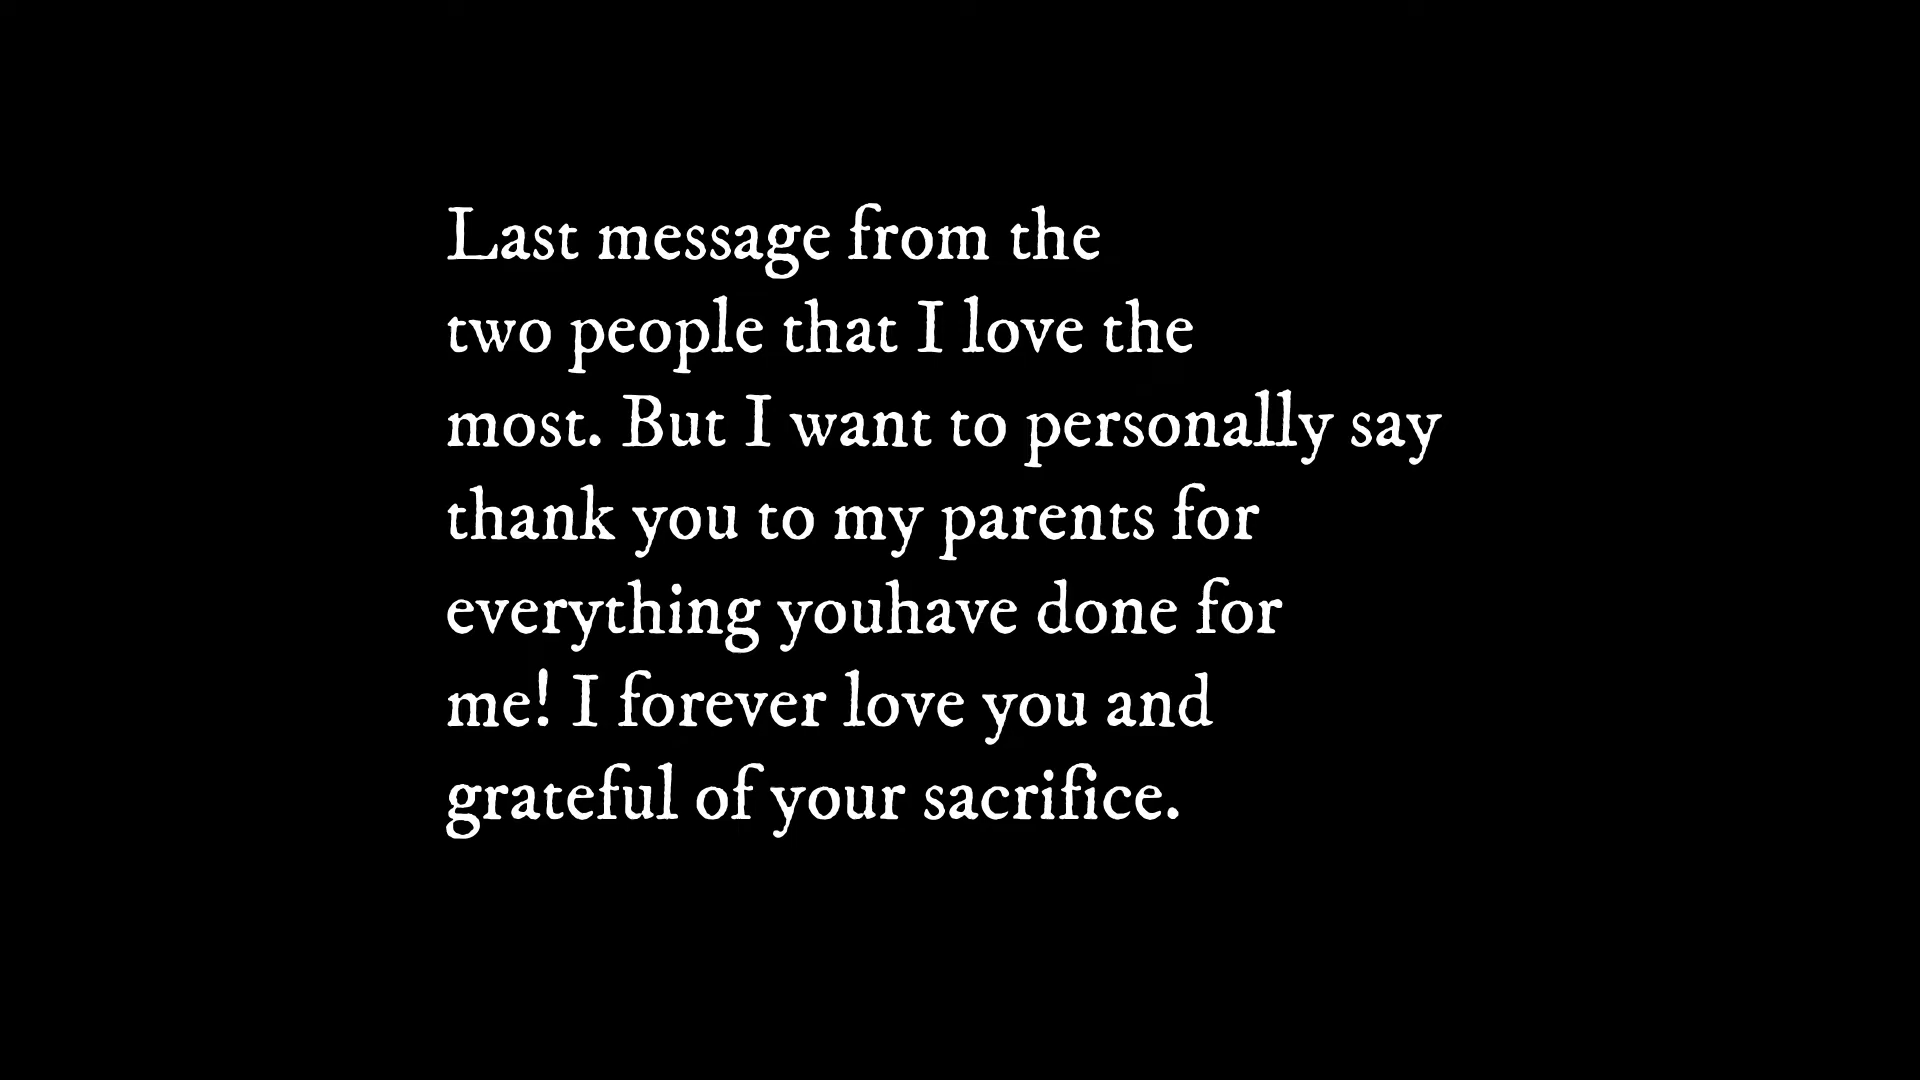 Last message from the
two people that I love the
most. But I want to personally say
thank you to my parents for
everything youhave done for
me! I forever love you and
grateful of your sacrifice.